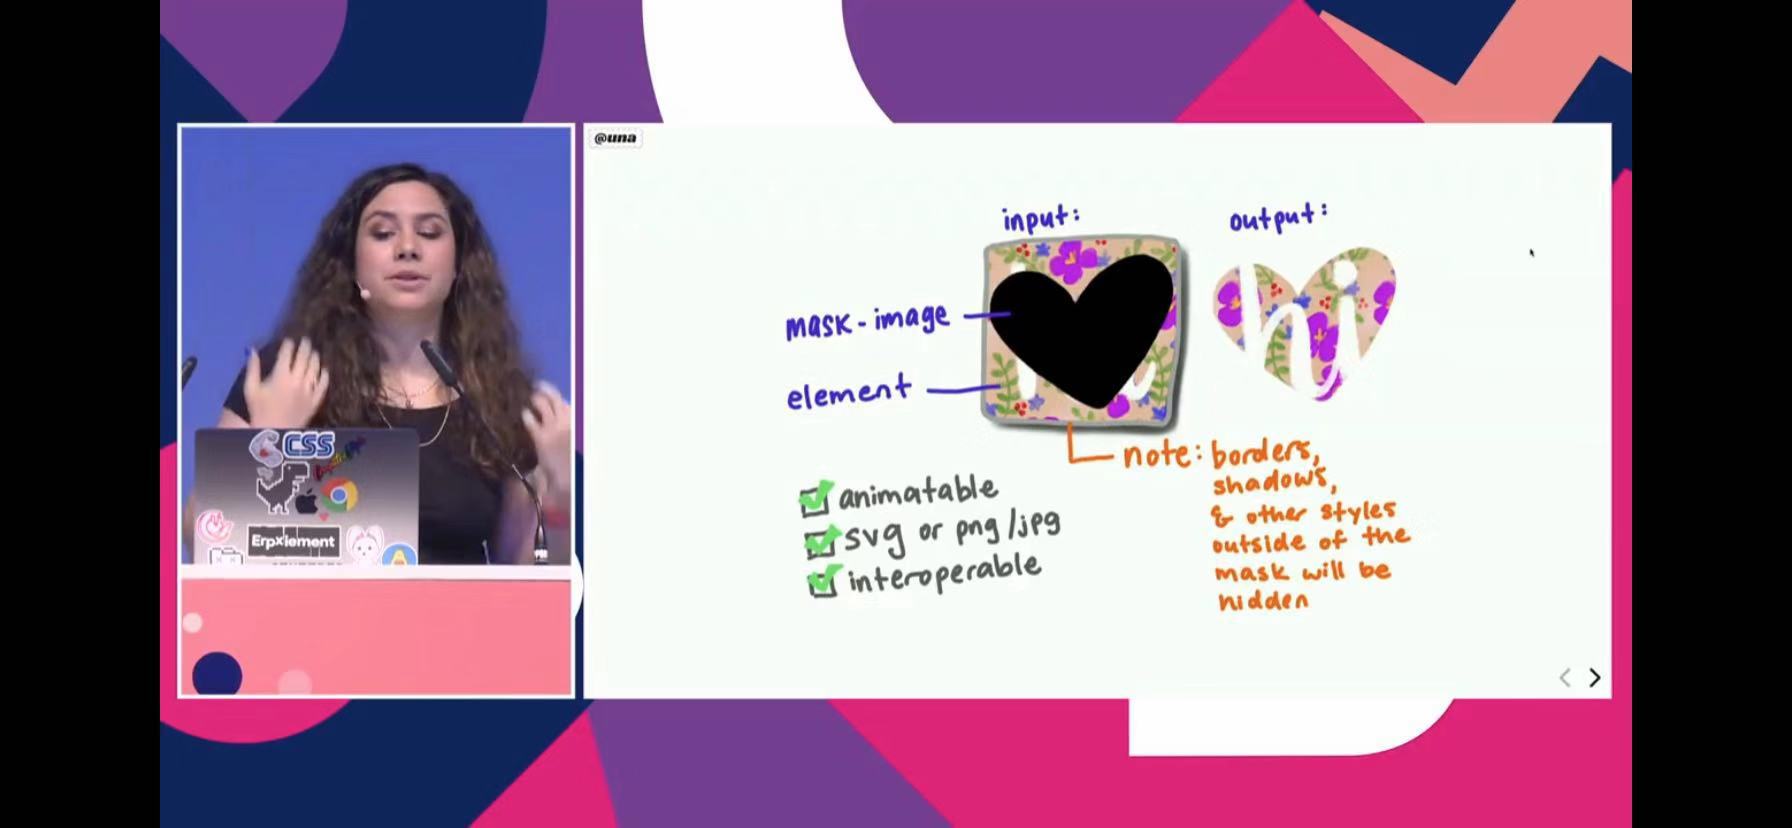 @una
input:
output:
hi
mask-image
element
note: borders,
shadows,
& other styles
outside of the
mask will be
hidden
animatable
svg or png/jpg
interoperable
CSS
Erpxlement